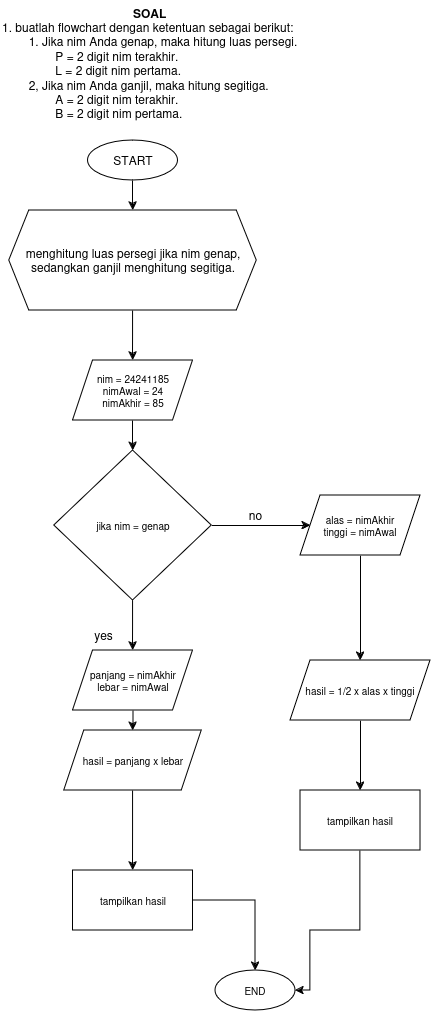 SOAL
1. buatlah flowchart dengan ketentuan sebagai berikut:
1. Jika nim Anda genap, maka hitung luas persegi.
P = 2 digit nim terakhir.
L = 2 digit nim pertama.
2, Jika nim Anda ganjil, maka hitung segitiga.
A = 2 digit nim terakhir.
B = 2 digit nim pertama.
START
menghitung luas persegi jika nim genap,
sedangkan ganjil menghitung segitiga.
nim = 24241185
nimAwal = 24
nimAkhir = 85
jika nim = genap
no
alas = nimAkhir
tinggi = nimAwal
yes
panjang = nimAkhir
lebar = nimAwal
hasil = 1/2 x alas x tinggi
hasil = panjang x lebar
tampilkan hasil
tampilkan hasil
END